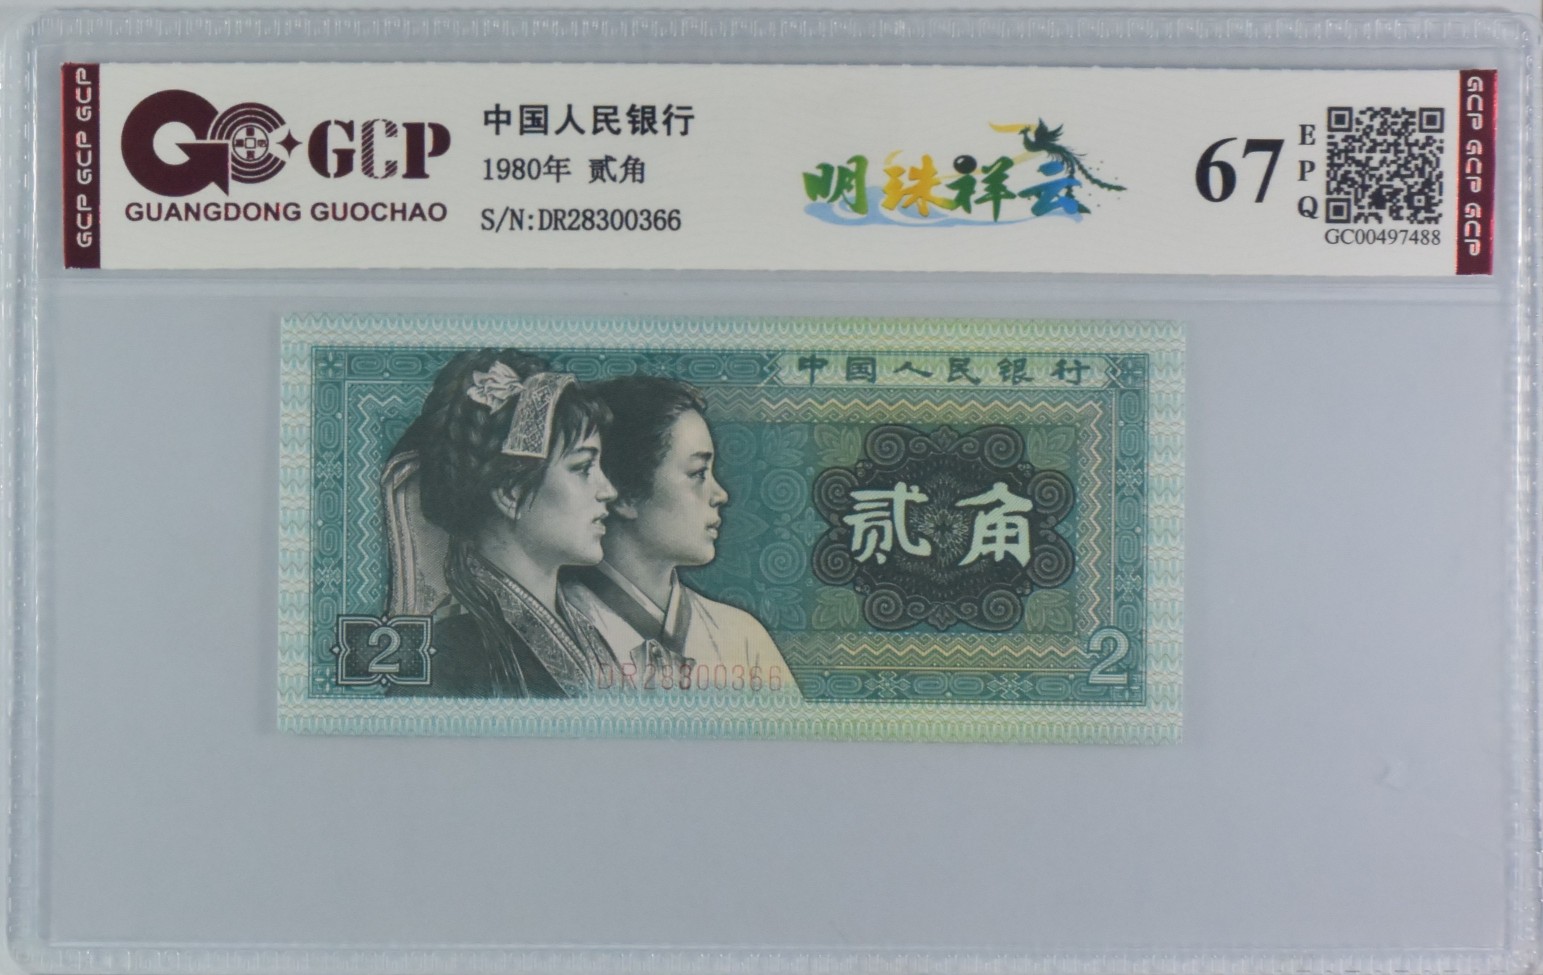 GCP GCP GCP
GCP
GUANGDONG GUOCHAO
中国人民银行
1980年 贰角
S/N:DR28300366
明珠祥云
67
E
P
Q
GC00497488
GCP GCP GCP
中国人民银行
贰角
2
2
DR28300366